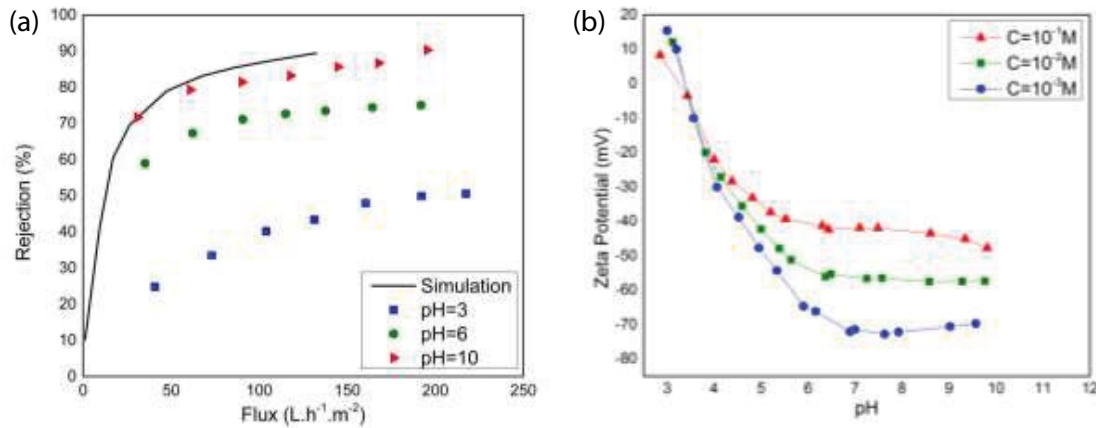 (a)
100
90
80
70
60
50
40
30
20
10
0
Rejection (%)
0 50 100 150 200 250
Flux (L.h⁻¹.m⁻²)
Simulation
pH=3
pH=6
pH=10
(b)
20
10
0
-10
-20
-30
-40
-50
-60
-70
-80
Zeta Potential (mV)
3 4 5 6 7 8 9 10 11 12
pH
C=10⁻¹M
C=10⁻²M
C=10⁻³M